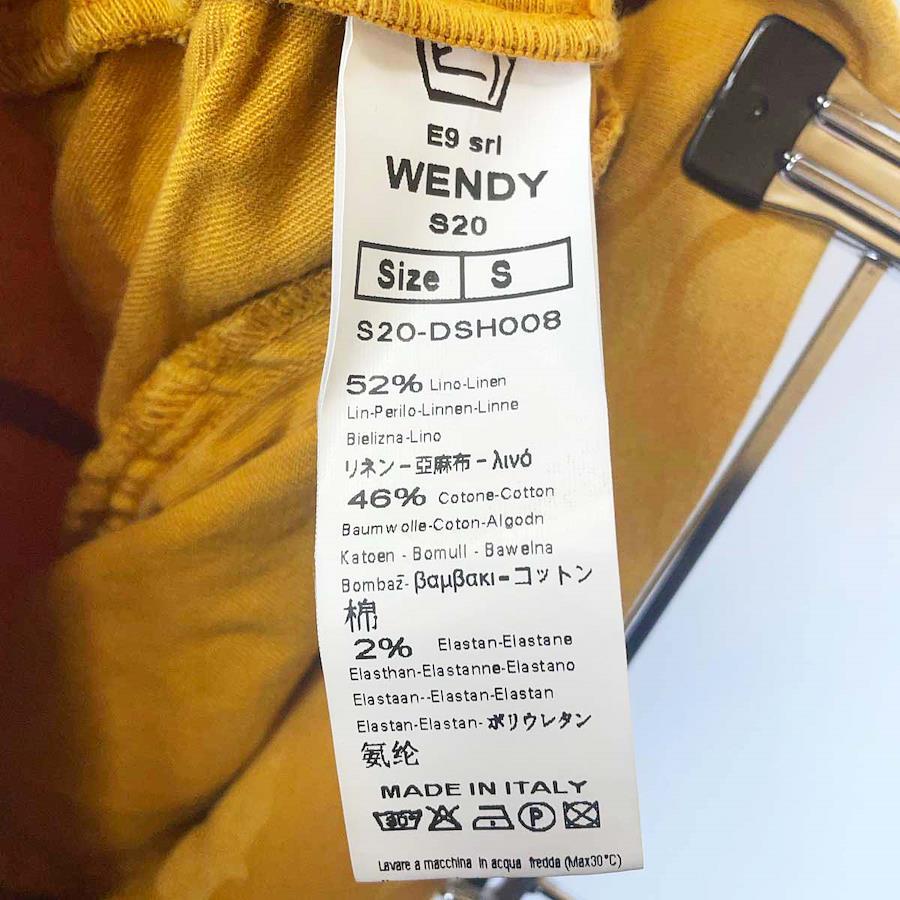 E9 srl
WENDY
S20
Size S
S20-DSH008
52% Lino-Linen
Lin-Perilo-Linnen-Linne
Bielizna-Lino
リネン-亞麻布-λινό
46% Cotone-Cotton
Baumwolle-Coton-Algodn
Katoen - Bomull - Bawelna
Bombaž-βαμβακι-コットン
棉
2% Elastan-Elastane
Elasthan-Elastanne-Elastano
Elastaan--Elastan-Elastan
Elastan-Elastan-ポリウレタン
氨纶
MADE IN ITALY
30° P
Lavare a macchina in acqua fredda (Max30°C)